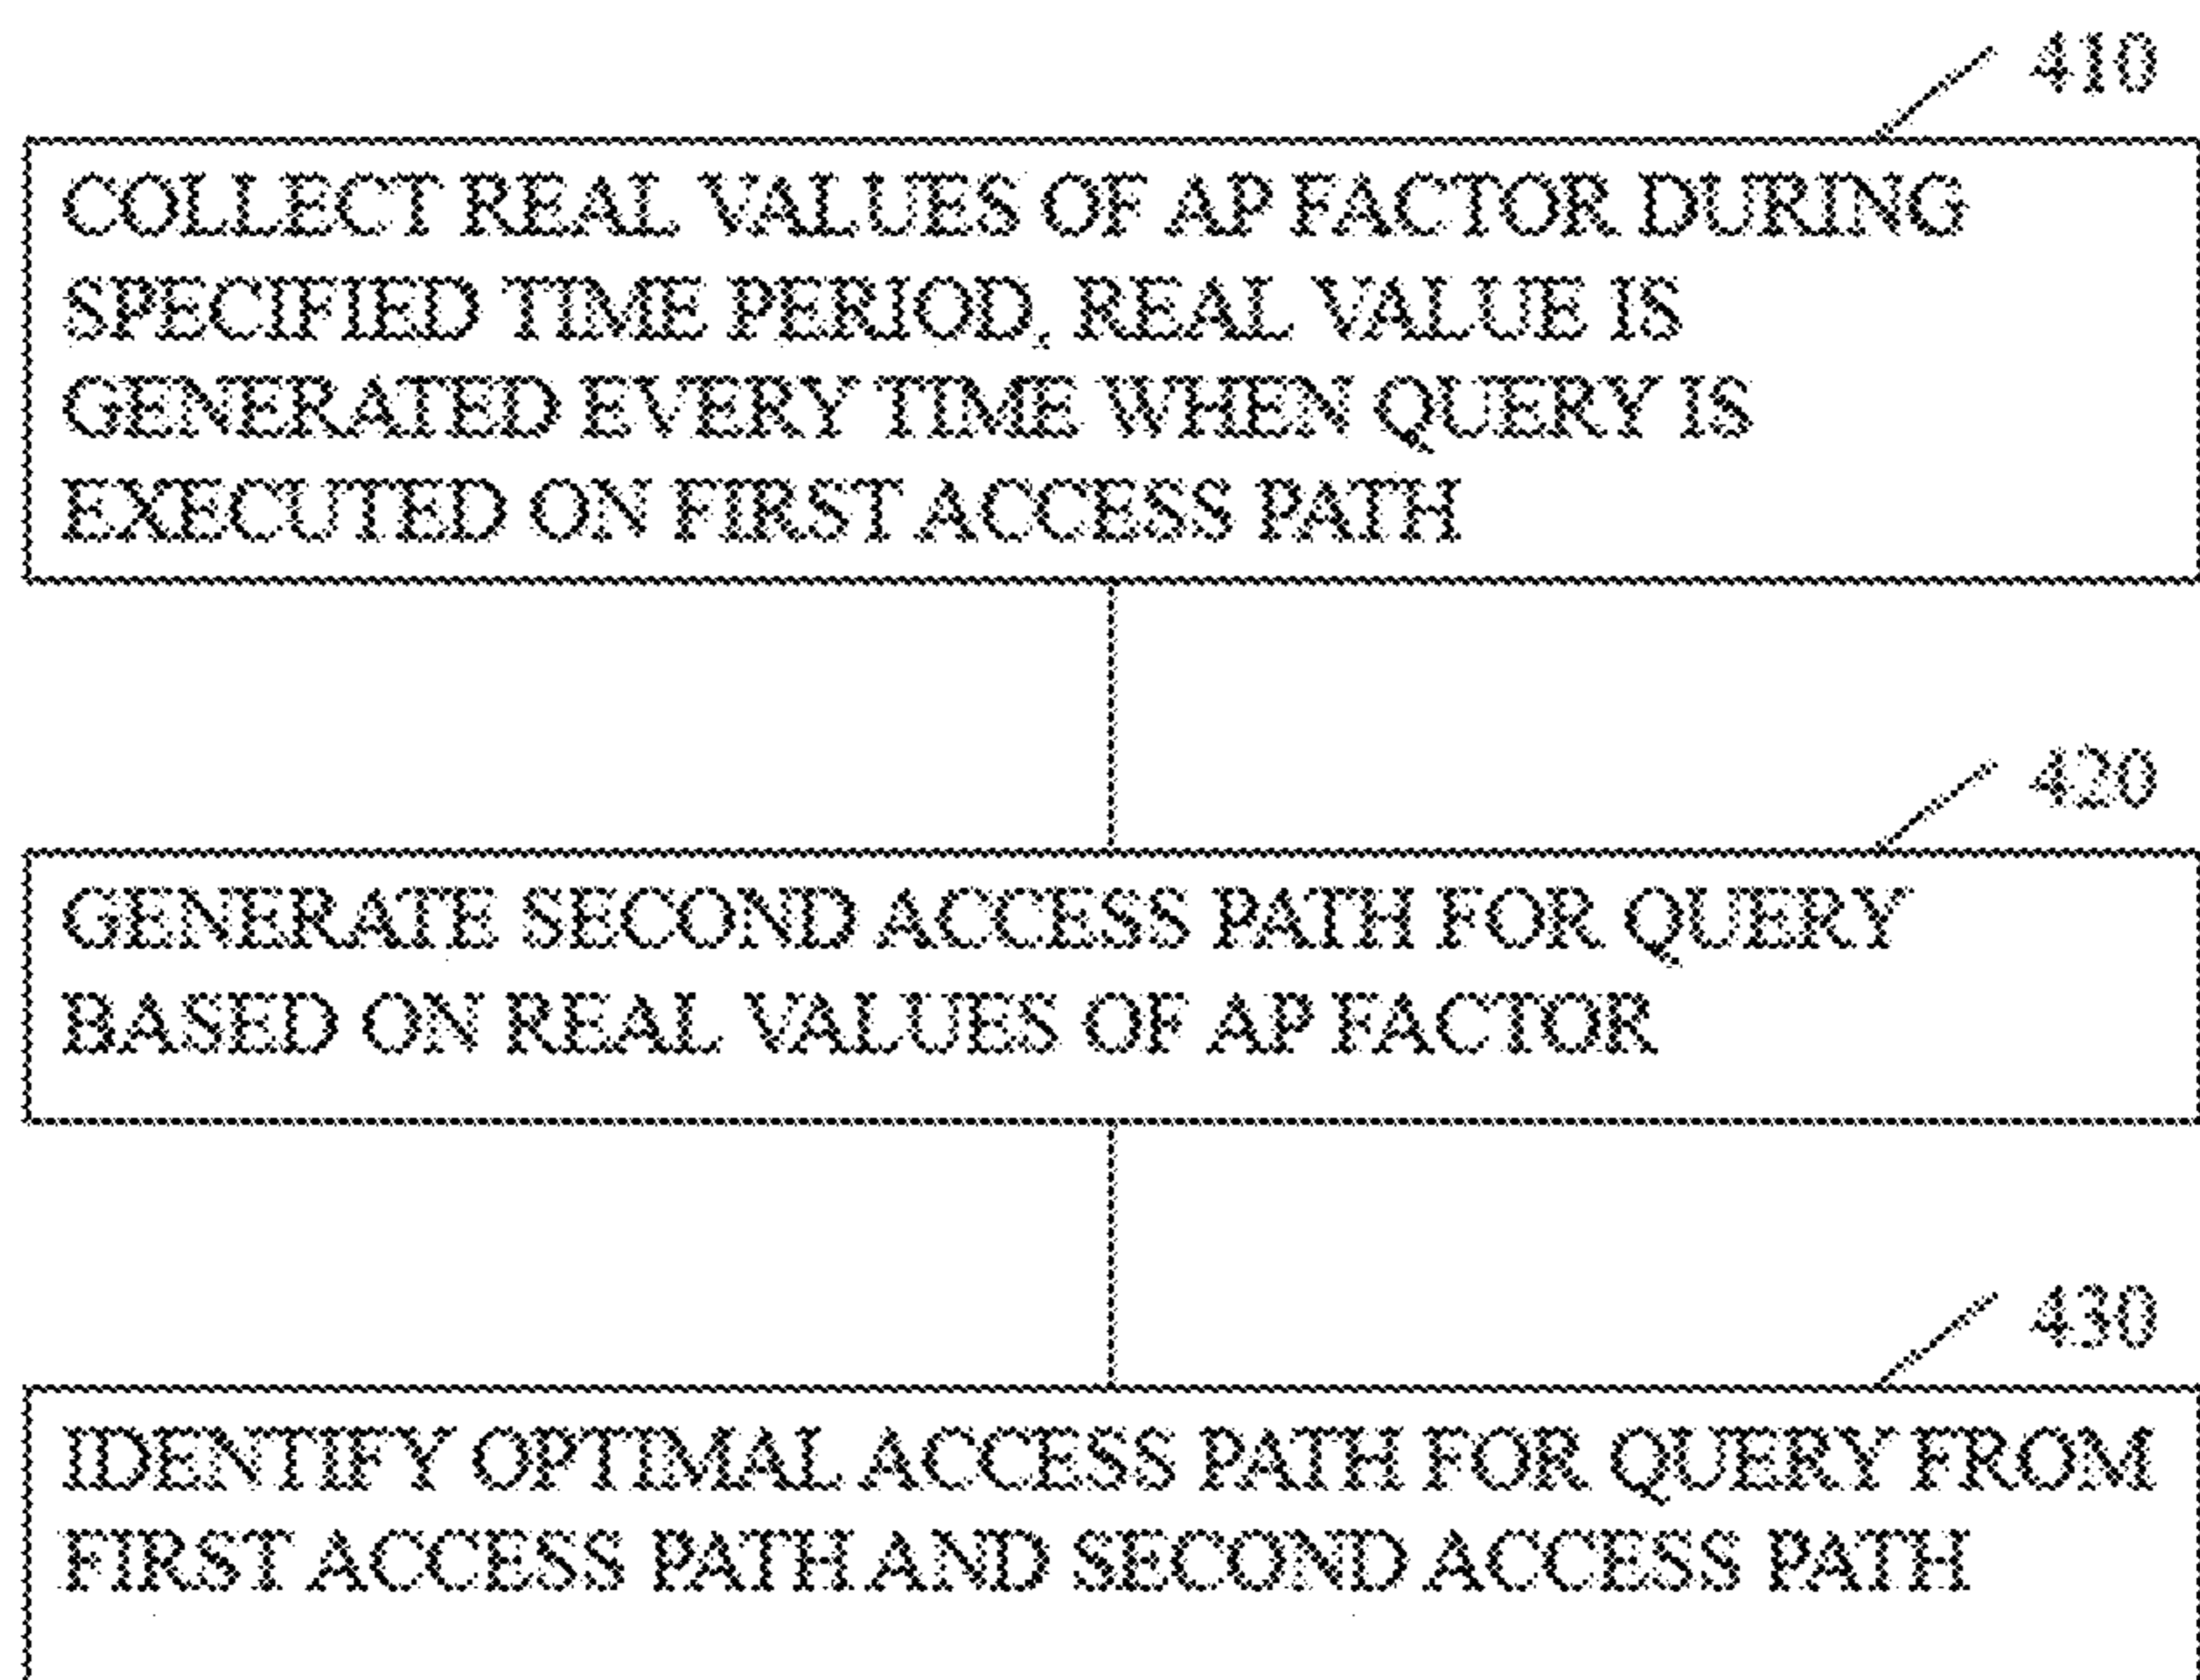 410
COLLECT REAL VALUES OF AP FACTOR DURING
SPECIFIED TIME PERIOD, REAL VALUE IS
GENERATED EVERY TIME WHEN QUERY IS
EXECUTED ON FIRST ACCESS PATH
420
GENERATE SECOND ACCESS PATH FOR QUERY
BASED ON REAL VALUES OF AP FACTOR
430
IDENTIFY OPTIMAL ACCESS PATH FOR QUERY FROM
FIRST ACCESS PATH AND SECOND ACCESS PATH